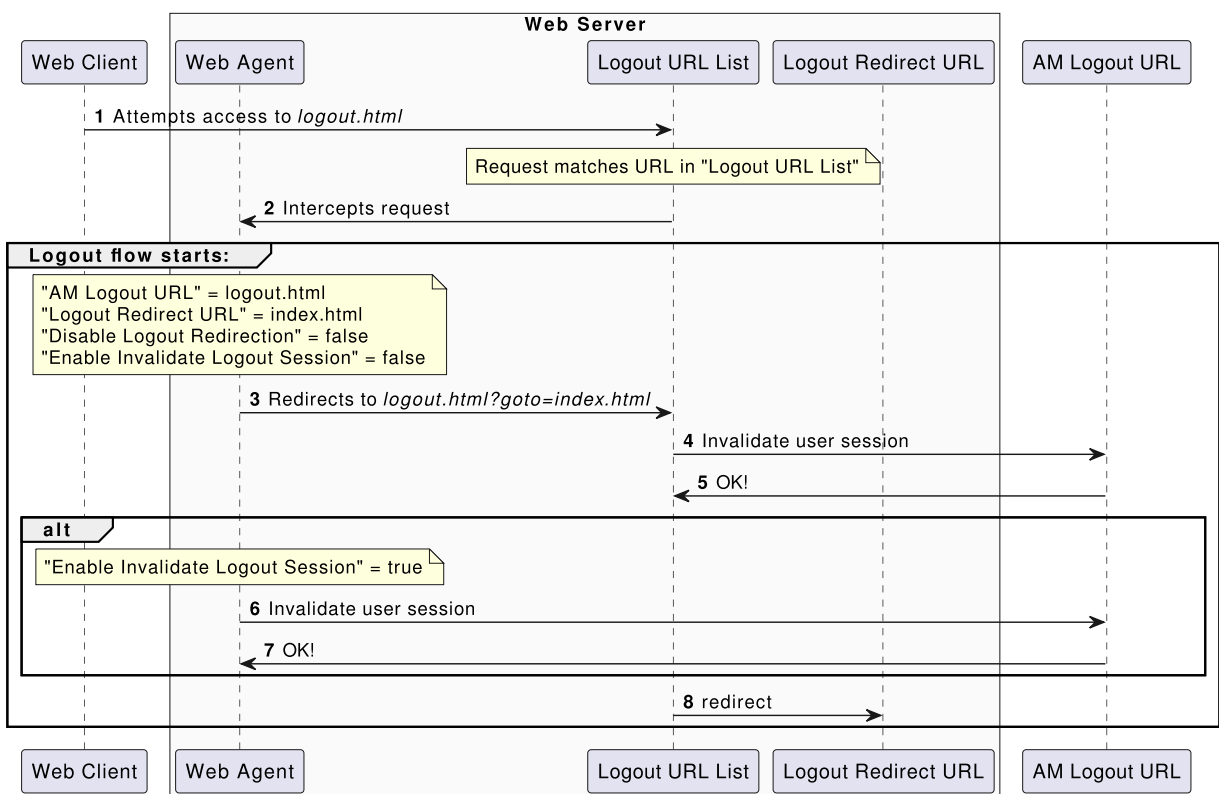 Web Server
Web Client
Web Agent
Logout URL List
Logout Redirect URL
AM Logout URL
1 Attempts access to logout.html
Request matches URL in "Logout URL List"
2 Intercepts request
Logout flow starts:
"AM Logout URL" = logout.html
"Logout Redirect URL" = index.html
"Disable Logout Redirection" = false
"Enable Invalidate Logout Session" = false
3 Redirects to logout.html?goto=index.html
4 Invalidate user session
5 OK!
alt
"Enable Invalidate Logout Session" = true
6 Invalidate user session
7 OK!
8 redirect
Web Client
Web Agent
Logout URL List
Logout Redirect URL
AM Logout URL